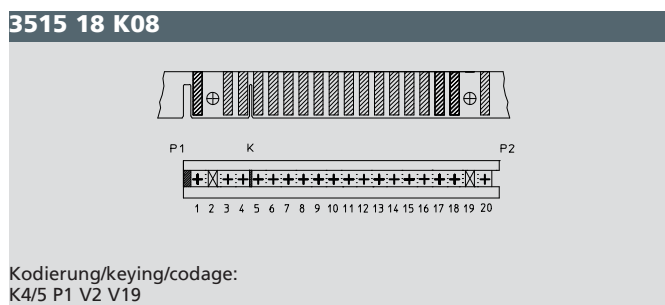 3515 18 K08
P1 K P2
1 2 3 4 5 6 7 8 9 10 11 12 13 14 15 16 17 18 19 20
Kodierung/keying/codage:
K4/5 P1 V2 V19